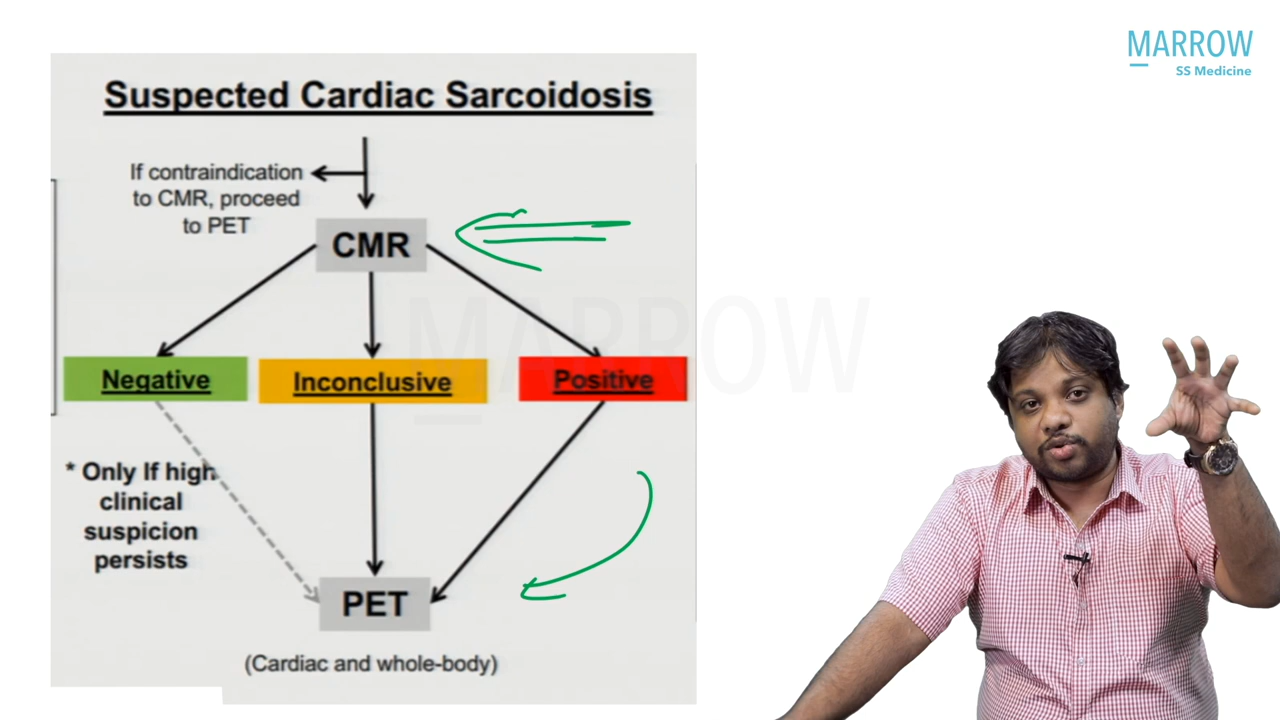 MARROW
SS Medicine
Suspected Cardiac Sarcoidosis
If contraindication
to CMR, proceed
to PET
CMR
MARROW
Negative
Inconclusive
Positive
* Only If high
clinical
suspicion
persists
PET
(Cardiac and whole-body)